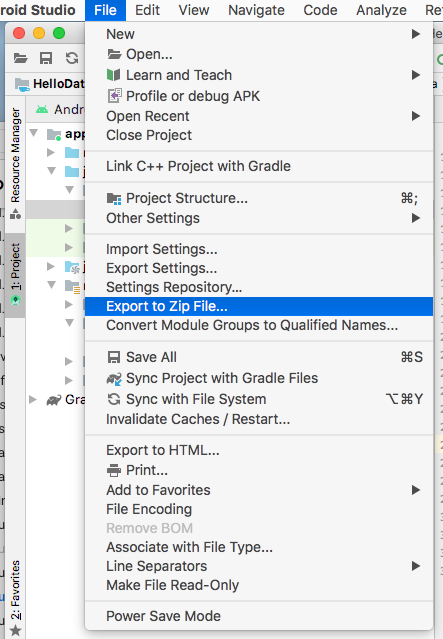 roid Studio File Edit View Navigate Code Analyze
HelloDat
Andr
Resource Manager
app
1: Project
2: Favorites
New
Open...
Learn and Teach
Profile or debug APK
Open Recent
Close Project
Link C++ Project with Gradle
Project Structure... ⌘;
Other Settings
Import Settings...
Export Settings...
Settings Repository...
Export to Zip File...
Convert Module Groups to Qualified Names...
Save All ⌘S
Sync Project with Gradle Files
Sync with File System ⌥⌘Y
Invalidate Caches / Restart...
Export to HTML...
Print...
Add to Favorites
File Encoding
Remove BOM
Associate with File Type...
Line Separators
Make File Read-Only
Power Save Mode
Gra